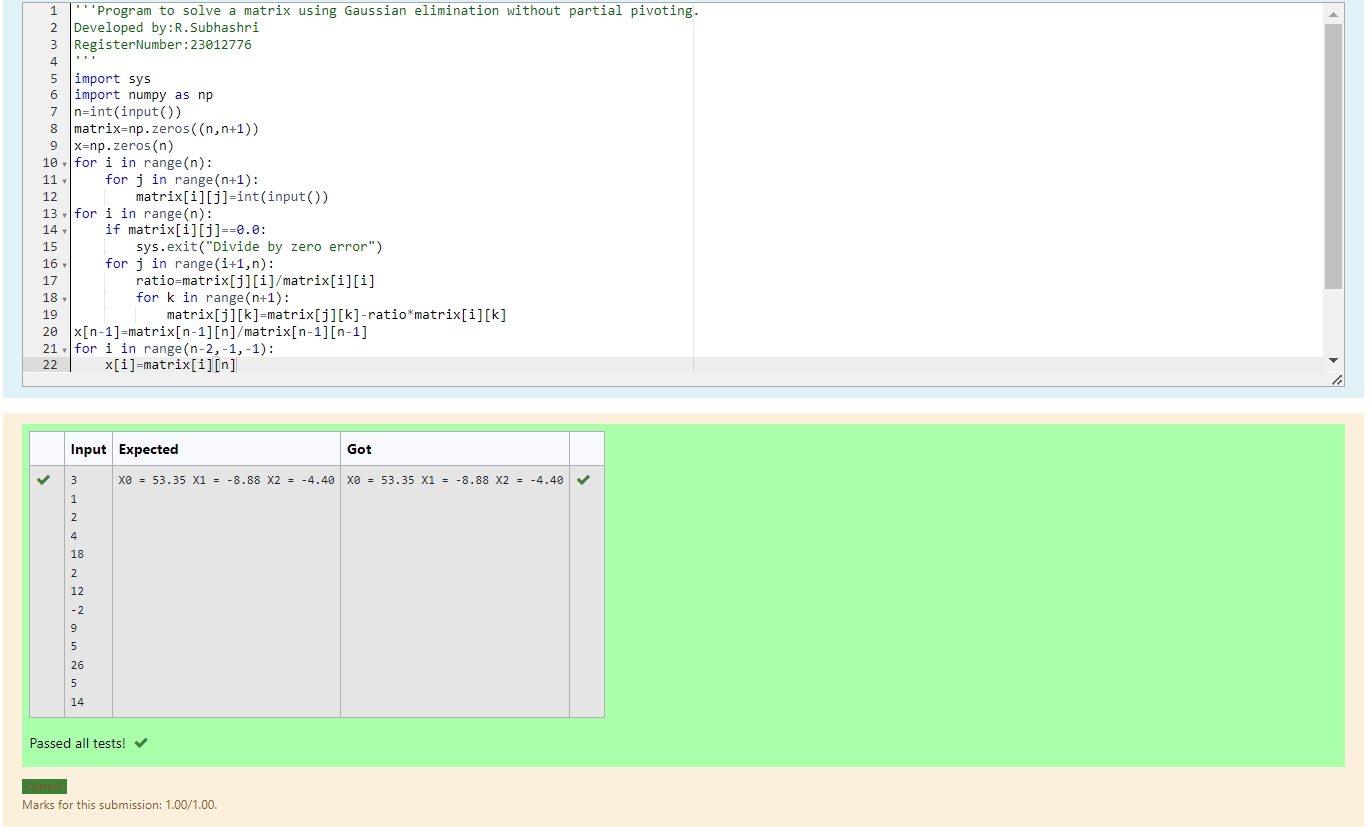 1 '''Program to solve a matrix using Gaussian elimination without partial pivoting.
2 Developed by:R.Subhashri
3 RegisterNumber:23012776
4 '''
5 import sys
6 import numpy as np
7 n=int(input())
8 matrix=np.zeros((n,n+1))
9 x=np.zeros(n)
10 for i in range(n):
11     for j in range(n+1):
12         matrix[i][j]=int(input())
13 for i in range(n):
14     if matrix[i][j]==0.0:
15         sys.exit("Divide by zero error")
16     for j in range(i+1,n):
17         ratio=matrix[j][i]/matrix[i][i]
18         for k in range(n+1):
19             matrix[j][k]=matrix[j][k]-ratio*matrix[i][k]
20 x[n-1]=matrix[n-1][n]/matrix[n-1][n-1]
21 for i in range(n-2,-1,-1):
22     x[i]=matrix[i][n]
Input Expected Got
3 X0 = 53.35 X1 = -8.88 X2 = -4.40 X0 = 53.35 X1 = -8.88 X2 = -4.40
1
2
4
18
2
12
-2
9
5
26
5
14
Passed all tests!
Correct
Marks for this submission: 1.00/1.00.